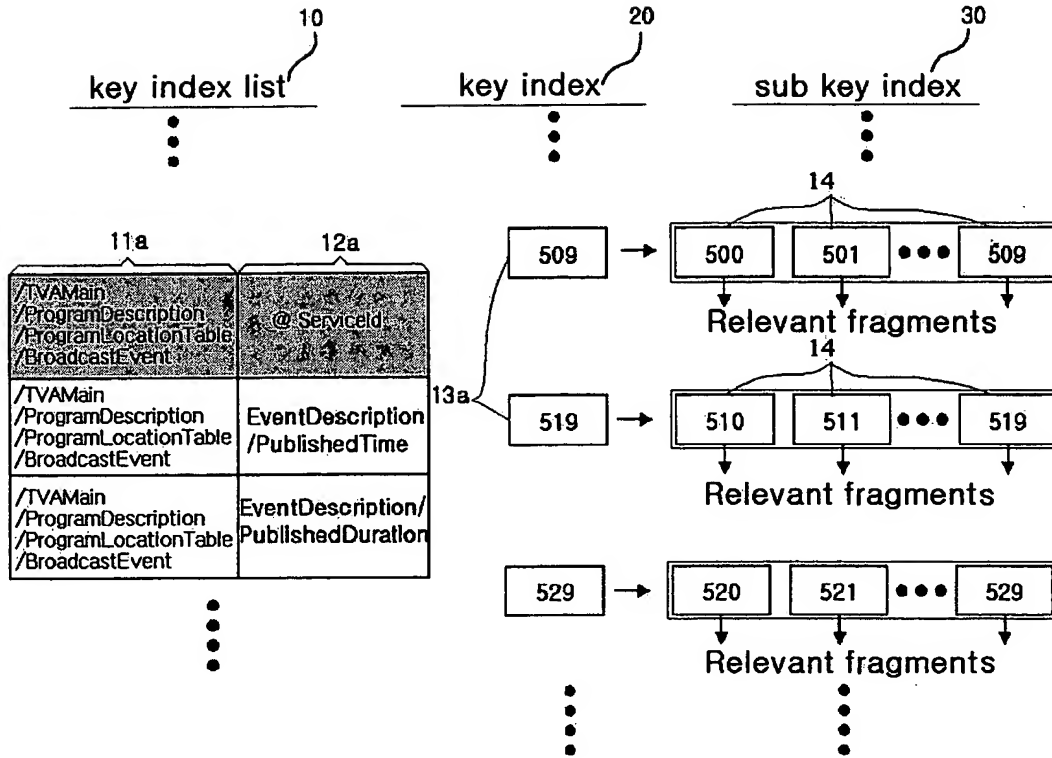 10
20
30
key index list
key index
sub key index
14
11a
12a
509
500
501
509
/TVAMain
/ProgramDescription
/ProgramLocationTable
/BroadcastEvent
@ ServiceId
Relevant fragments
13a
14
/TVAMain
/ProgramDescription
/ProgramLocationTable
/BroadcastEvent
EventDescription
/PublishedTime
519
510
511
519
Relevant fragments
/TVAMain
/ProgramDescription
/ProgramLocationTable
/BroadcastEvent
EventDescription/
PublishedDuration
529
520
521
529
Relevant fragments